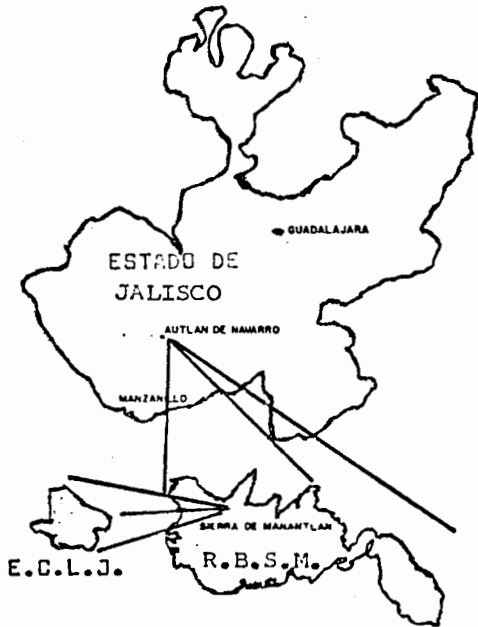 GUADALAJARA
ESTADO DE
JALISCO
AUTLAN DE NAVARRO
MANZANILLO
SIERRA DE MANANTLAN
E.C.L.J.
R.B.S.M.